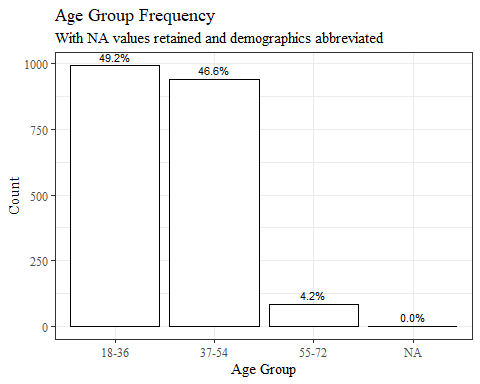 Age Group Frequency
With NA values retained and demographics abbreviated
49.2%
46.6%
4.2%
0.0%
1000
750
500
250
0
Count
18-36 37-54 55-72 NA
Age Group